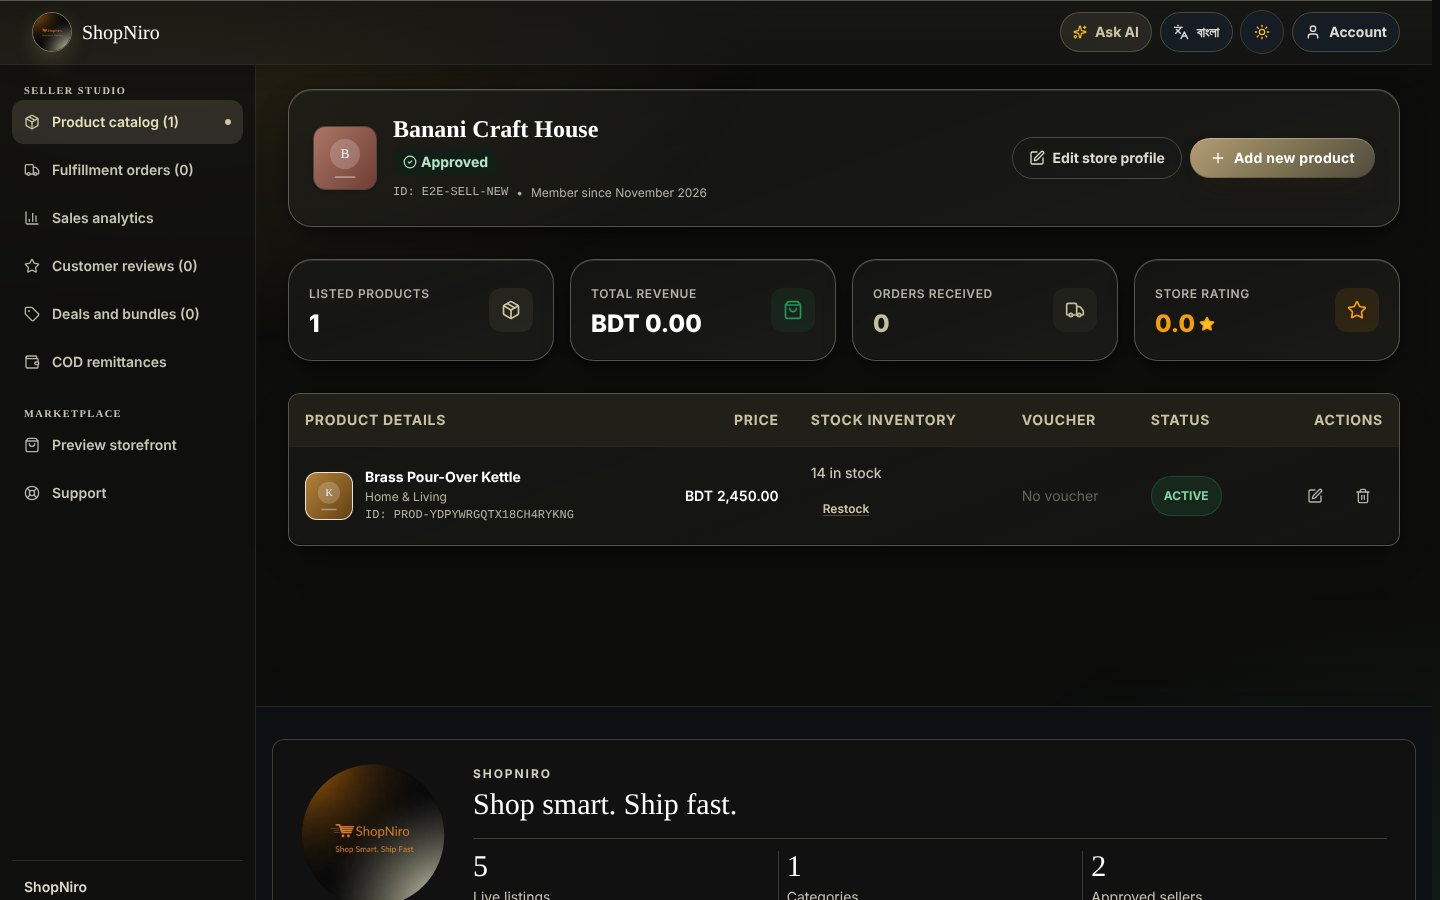 ShopNiro
Ask AI
বাংলা
Account
SELLER STUDIO
Product catalog (1)
Fulfillment orders (0)
Sales analytics
Customer reviews (0)
Deals and bundles (0)
COD remittances
MARKETPLACE
Preview storefront
Support
ShopNiro
B
Banani Craft House
Approved
ID: E2E-SELL-NEW • Member since November 2026
Edit store profile
Add new product
LISTED PRODUCTS
1
TOTAL REVENUE
BDT 0.00
ORDERS RECEIVED
0
STORE RATING
0.0
PRODUCT DETAILS PRICE STOCK INVENTORY VOUCHER STATUS ACTIONS
K
Brass Pour-Over Kettle
Home & Living
ID: PROD-YDPYWRGQTX18CH4RYKNG
BDT 2,450.00
14 in stock
Restock
No voucher
ACTIVE
ShopNiro
Shop Smart. Ship Fast
SHOPNIRO
Shop smart. Ship fast.
5
Live listings
1
Categories
2
Approved sellers